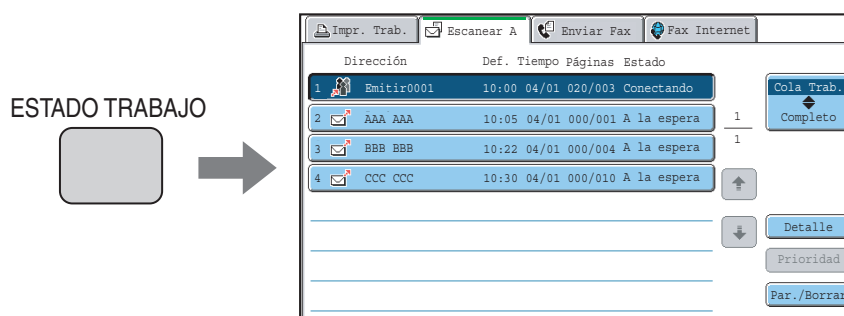 ESTADO TRABAJO
Impr. Trab. Escanear A Enviar Fax Fax Internet
Dirección Def. Tiempo Páginas Estado
1 Emitir0001 10:00 04/01 020/003 Conectando
2 AAA AAA 10:05 04/01 000/001 A la espera
3 BBB BBB 10:22 04/01 000/004 A la espera
4 CCC CCC 10:30 04/01 000/010 A la espera
1
1
Cola Trab.
Completo
Detalle
Prioridad
Par./Borrar